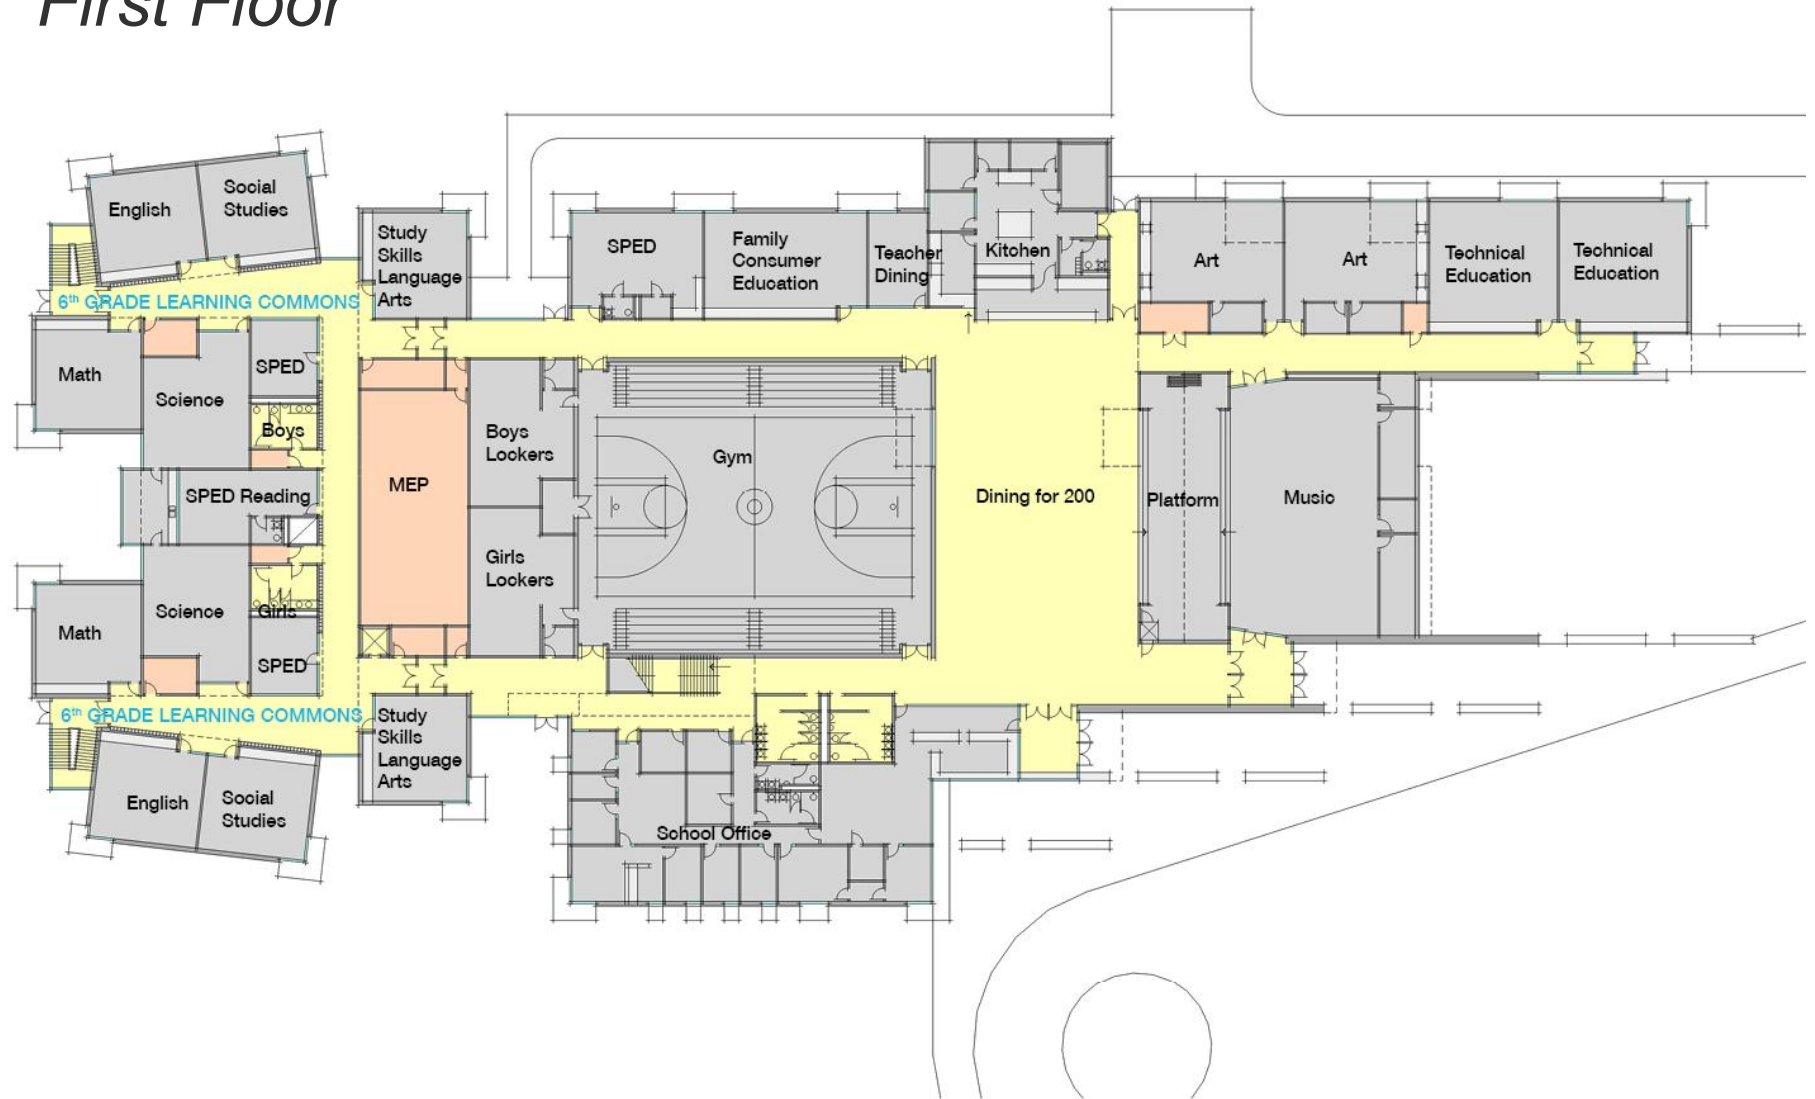 First Floor
English
Social
Studies
Study
Skills
Language
Arts
SPED
Family
Consumer
Education
Teacher
Dining
Kitchen
Art
Art
Technical
Education
Technical
Education
6th GRADE LEARNING COMMONS
Math
Science
SPED
Boys
SPED Reading
MEP
Boys
Lockers
Girls
Lockers
Gym
Dining for 200
Platform
Music
Math
Science
Girls
SPED
6th GRADE LEARNING COMMONS
Study
Skills
Language
Arts
English
Social
Studies
School Office